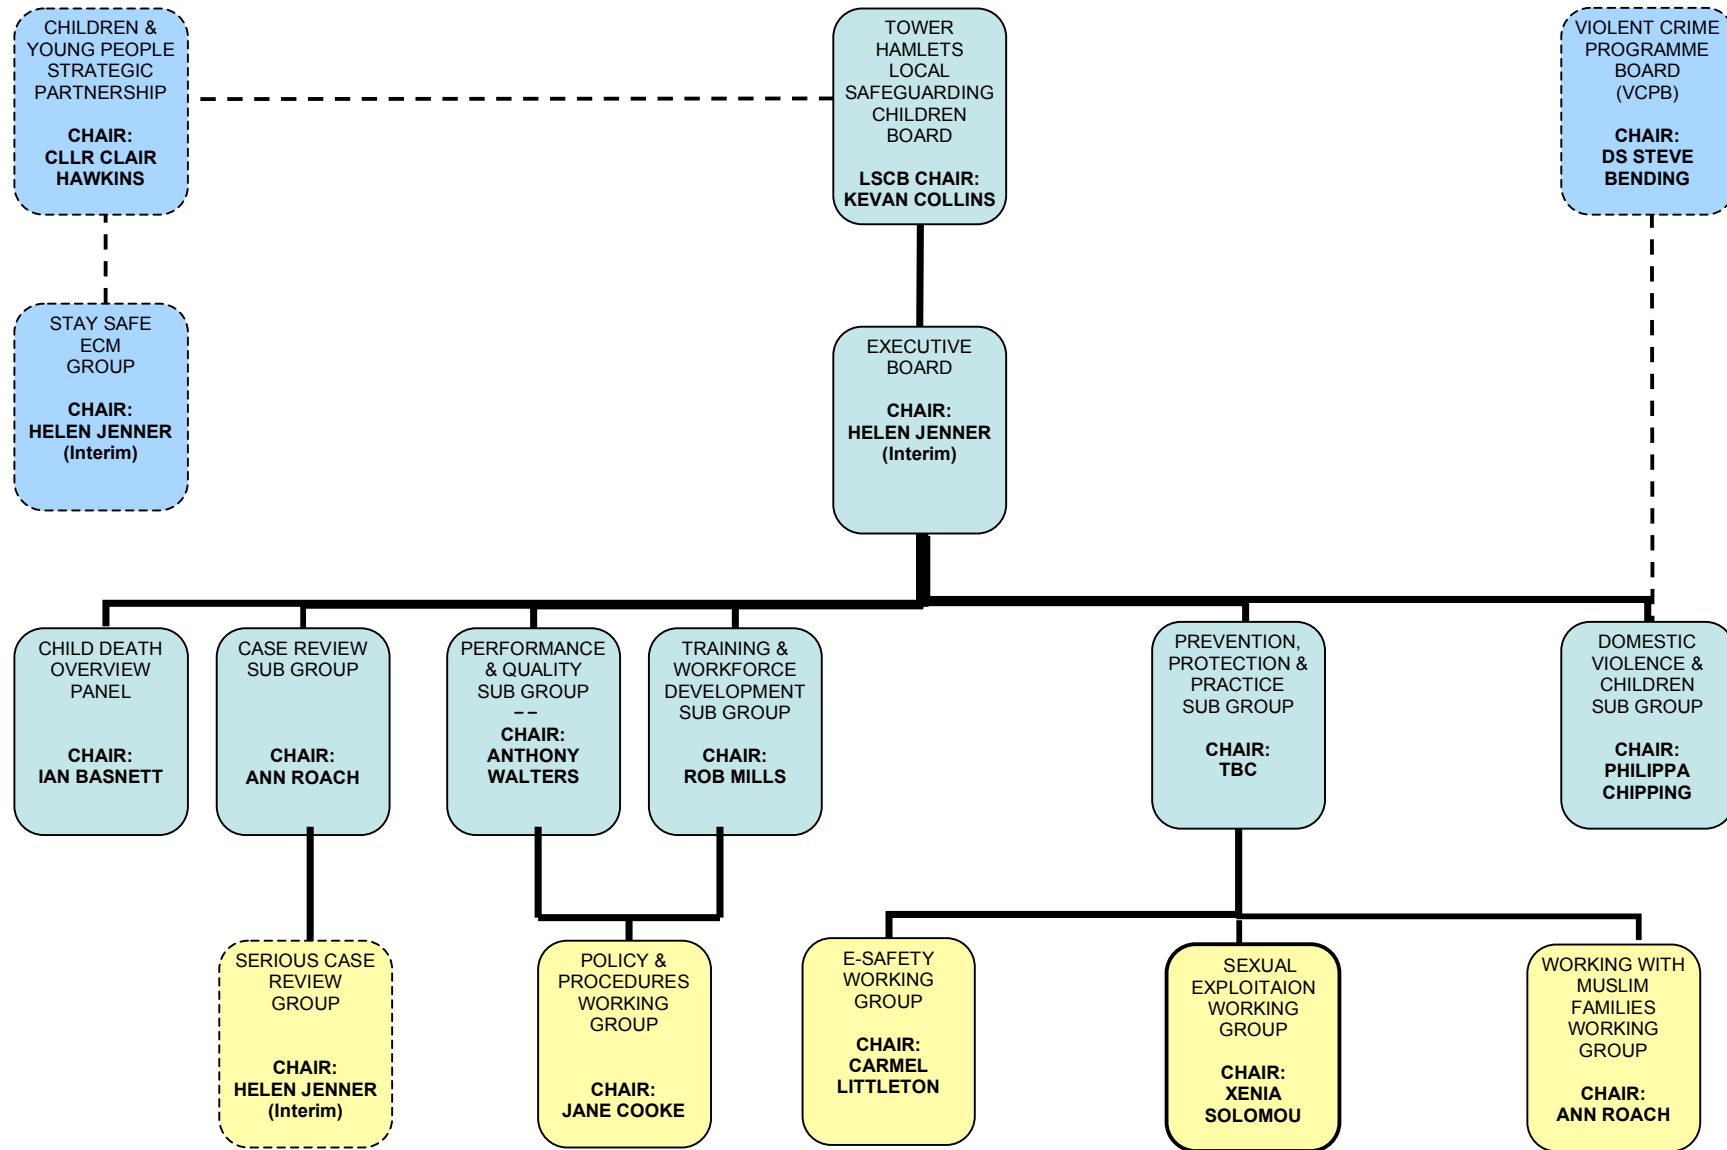 CHILDREN &
YOUNG PEOPLE
STRATEGIC
PARTNERSHIP
CHAIR:
CLLR CLAIR
HAWKINS
TOWER
HAMLETS
LOCAL
SAFEGUARDING
CHILDREN
BOARD
LSCB CHAIR:
KEVAN COLLINS
VIOLENT CRIME
PROGRAMME
BOARD
(VCPB)
CHAIR:
DS STEVE
BENDING
STAY SAFE
ECM
GROUP
CHAIR:
HELEN JENNER
(Interim)
EXECUTIVE
BOARD
CHAIR:
HELEN JENNER
(Interim)
CHILD DEATH
OVERVIEW
PANEL
CHAIR:
IAN BASNETT
CASE REVIEW
SUB GROUP
CHAIR:
ANN ROACH
PERFORMANCE
& QUALITY
SUB GROUP
--
CHAIR:
ANTHONY
WALTERS
TRAINING &
WORKFORCE
DEVELOPMENT
SUB GROUP
CHAIR:
ROB MILLS
PREVENTION,
PROTECTION &
PRACTICE
SUB GROUP
CHAIR:
TBC
DOMESTIC
VIOLENCE &
CHILDREN
SUB GROUP
CHAIR:
PHILIPPA
CHIPPING
SERIOUS CASE
REVIEW
GROUP
CHAIR:
HELEN JENNER
(Interim)
POLICY &
PROCEDURES
WORKING
GROUP
CHAIR:
JANE COOKE
E-SAFETY
WORKING
GROUP
CHAIR:
CARMEL
LITTLETON
SEXUAL
EXPLOITAION
WORKING
GROUP
CHAIR:
XENIA
SOLOMOU
WORKING WITH
MUSLIM
FAMILIES
WORKING
GROUP
CHAIR:
ANN ROACH